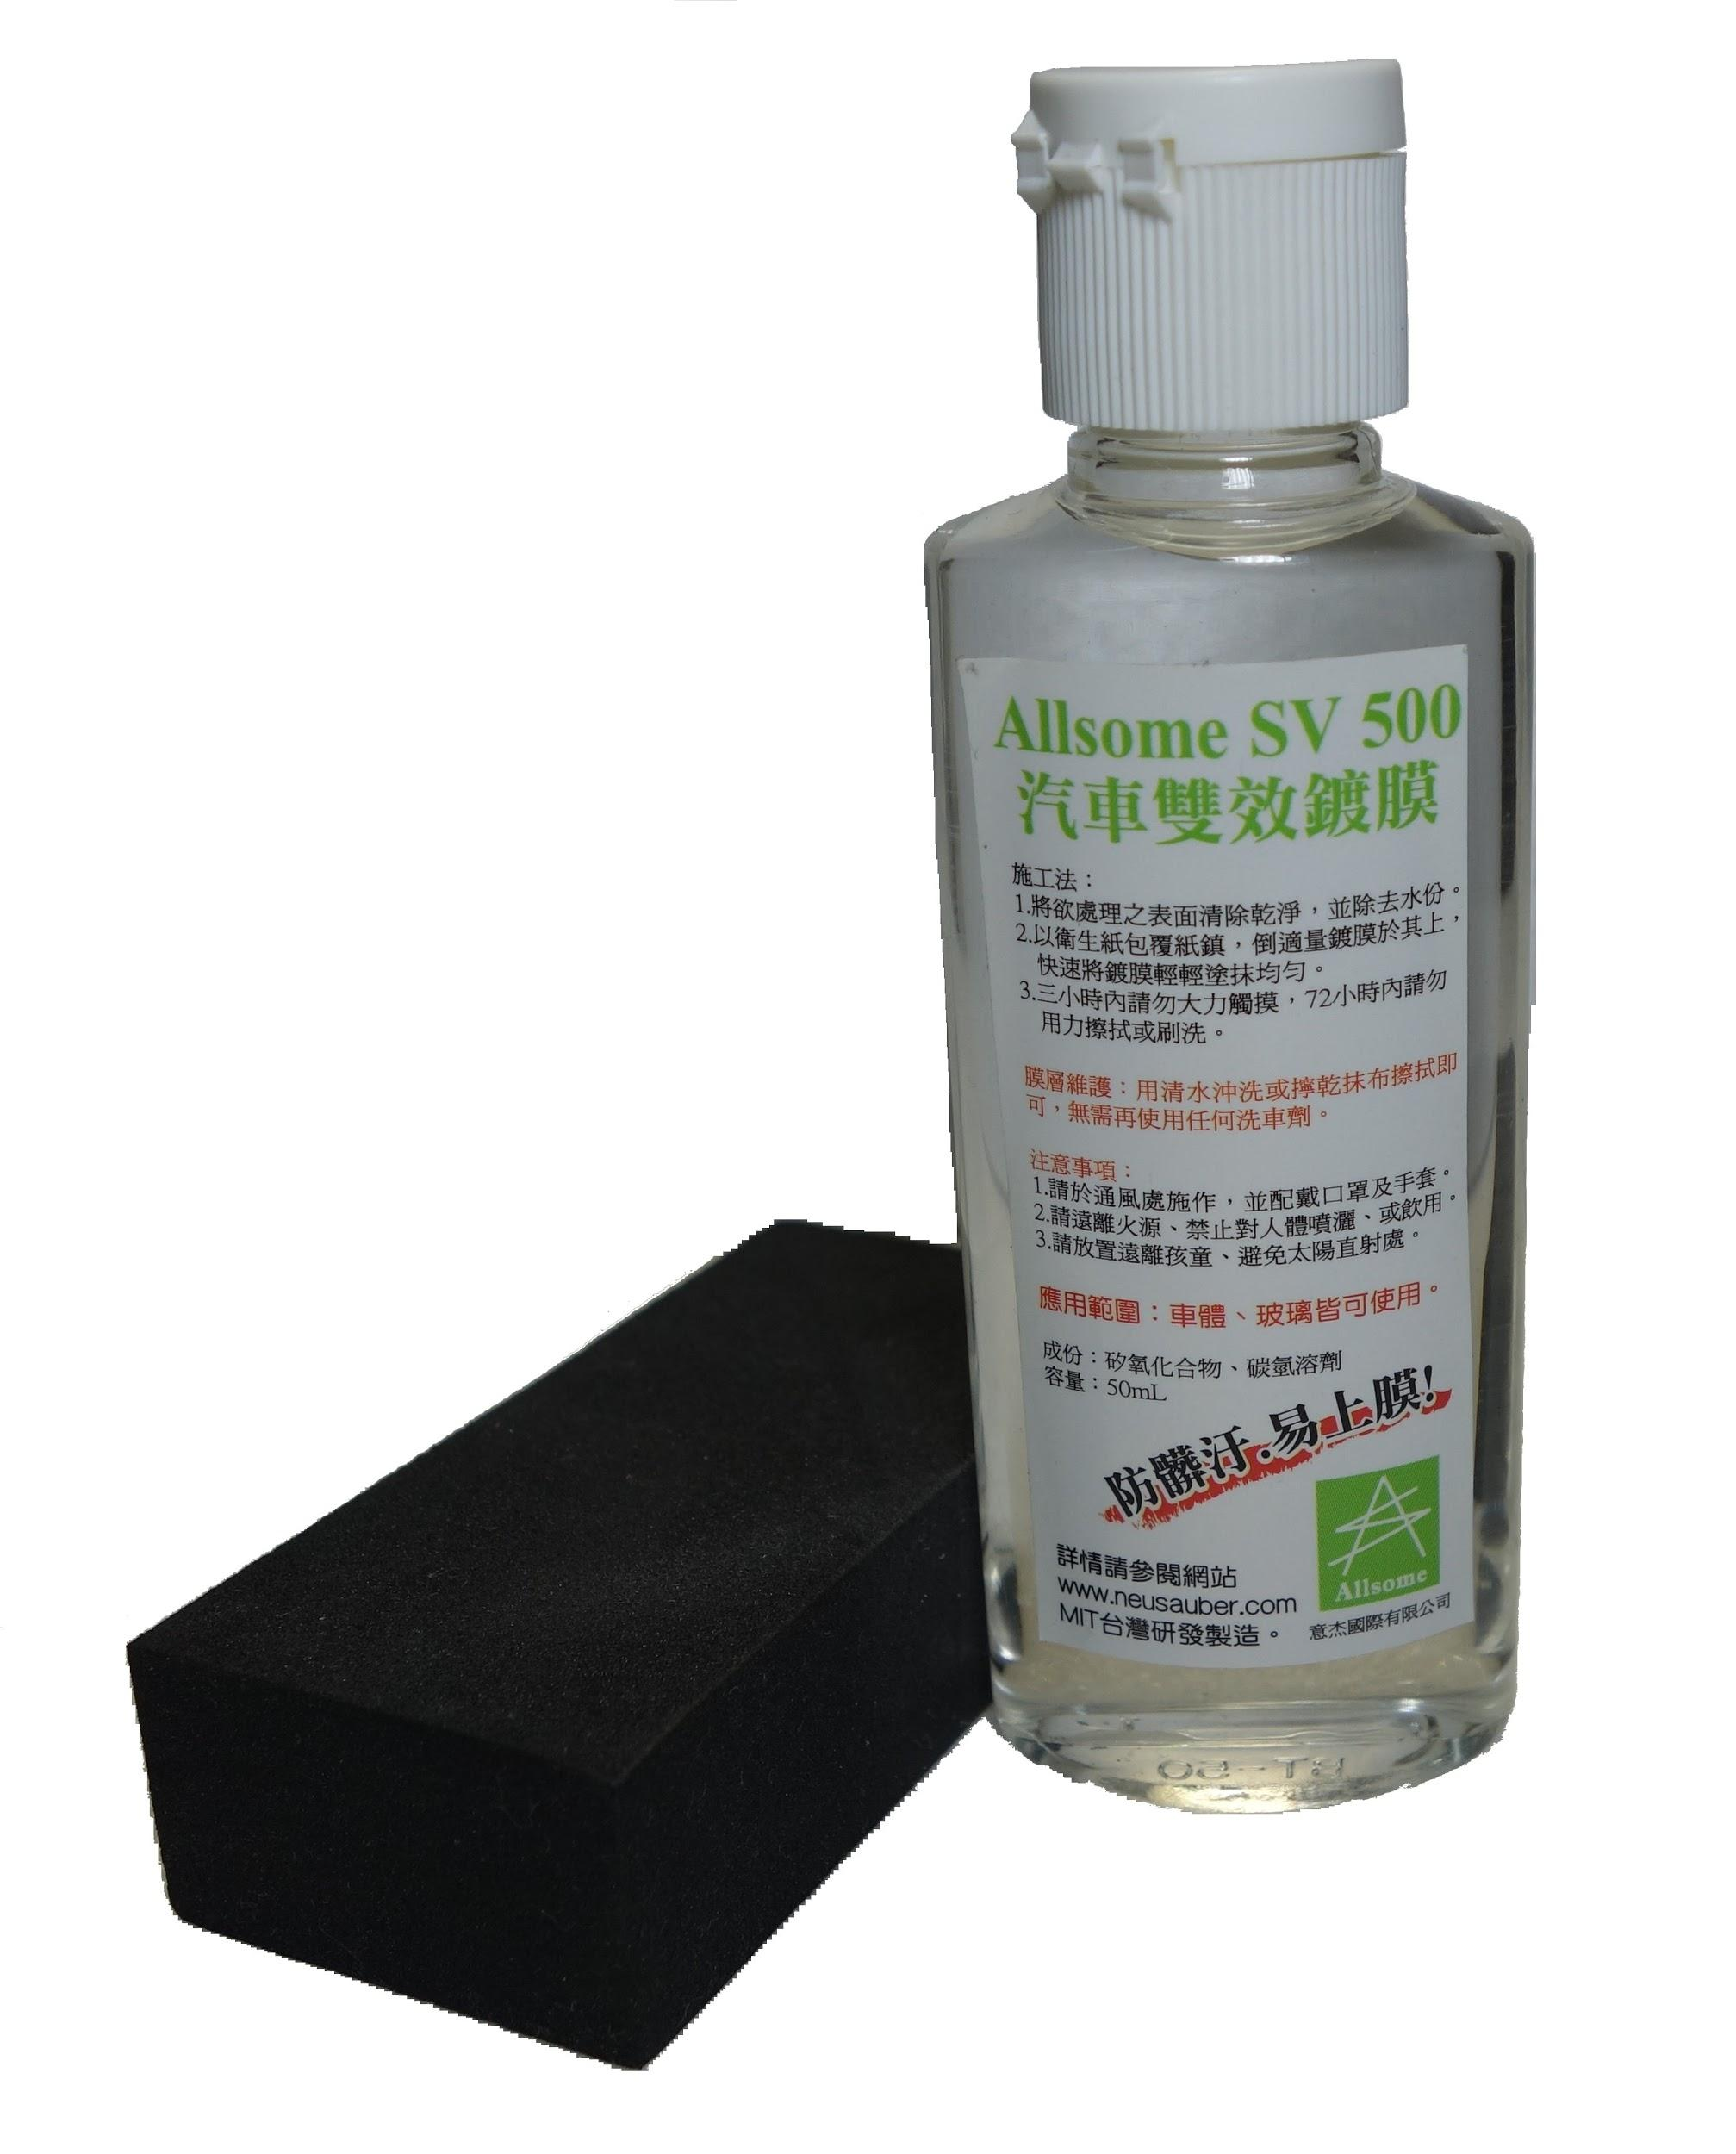 Allsome SV 500
汽車雙效鍍膜
施工法：
1.將欲處理之表面清除乾淨，並除去水份。
2.以衛生紙包覆紙鎮，倒適量鍍膜於其上，
快速將鍍膜輕輕塗抹均勻。
3.三小時內請勿大力觸摸，72小時內請勿
用力擦拭或刷洗。
膜層維護：用清水沖洗或擰乾抹布擦拭即
可，無需再使用任何洗車劑。
注意事項：
1.請於通風處施作，並配戴口罩及手套。
2.請遠離火源、禁止對人體噴灑、或飲用。
3.請放置遠離孩童、避免太陽直射處。
應用範圍：車體、玻璃皆可使用。
成份：矽氧化合物、碳氫溶劑
容量：50mL
防髒汙.易上膜!
Allsome
詳情請參閱網站
www.neusauber.com
MIT台灣研發製造。
意杰國際有限公司
BT-50